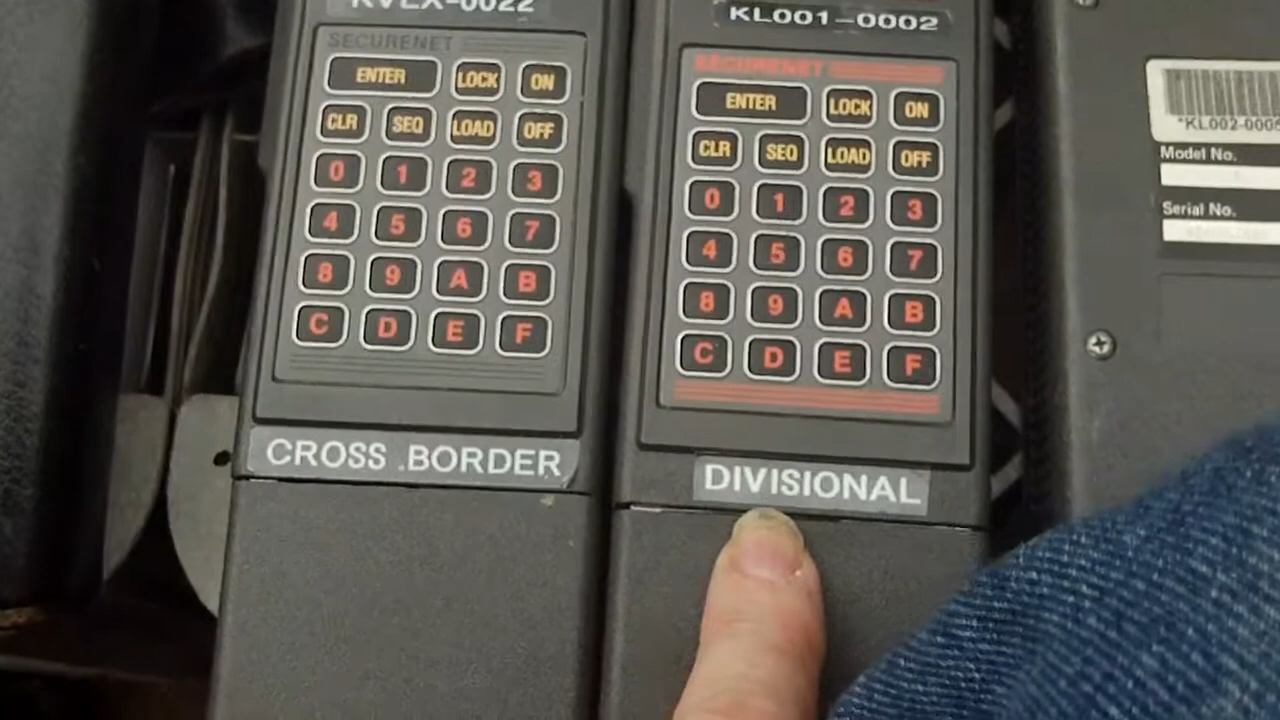 KVLX-0022
SECURENET
ENTER LOCK ON
CLR SEQ LOAD OFF
0 1 2 3
4 5 6 7
8 9 A B
C D E F
CROSS .BORDER
KL001-0002
SECURENET
ENTER LOCK ON
CLR SEQ LOAD OFF
0 1 2 3
4 5 6 7
8 9 A B
C D E F
DIVISIONAL
*KL002-0005
Model No.
Serial No.